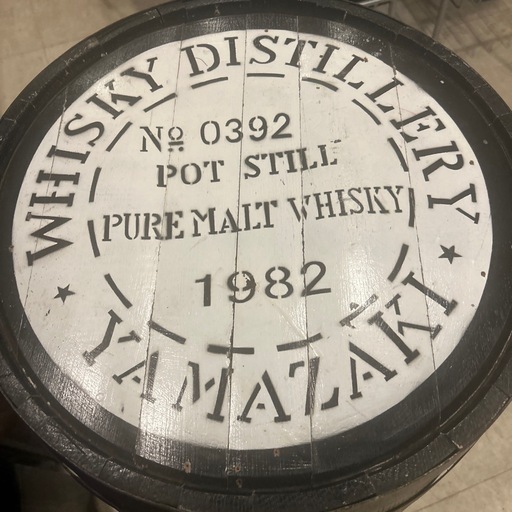 WHISKY DISTILLERY
No 0392
POT STILL
PURE MALT WHISKY
1982
YAMAZAKI